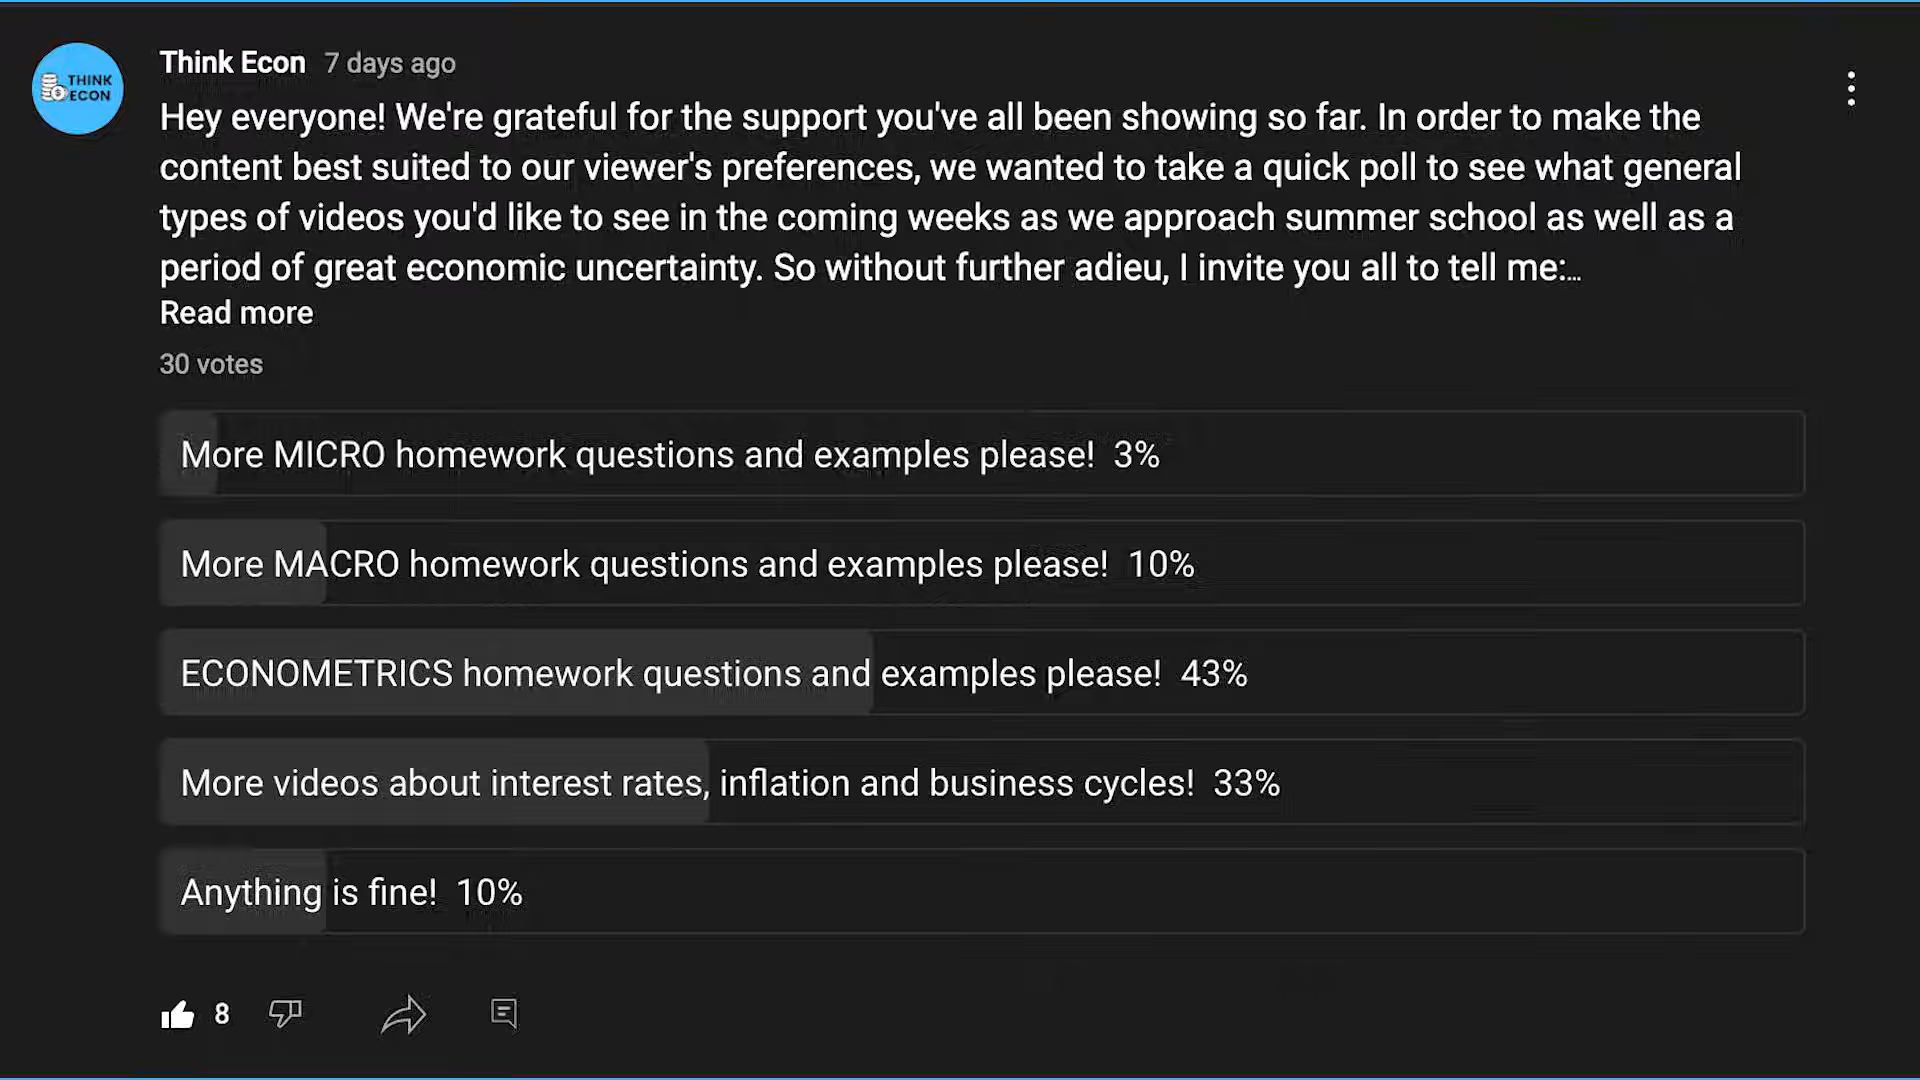 THINK
ECON
Think Econ 7 days ago
Hey everyone! We're grateful for the support you've all been showing so far. In order to make the
content best suited to our viewer's preferences, we wanted to take a quick poll to see what general
types of videos you'd like to see in the coming weeks as we approach summer school as well as a
period of great economic uncertainty. So without further adieu, I invite you all to tell me:...
Read more
30 votes
More MICRO homework questions and examples please! 3%
More MACRO homework questions and examples please! 10%
ECONOMETRICS homework questions and examples please! 43%
More videos about interest rates, inflation and business cycles! 33%
Anything is fine! 10%
8